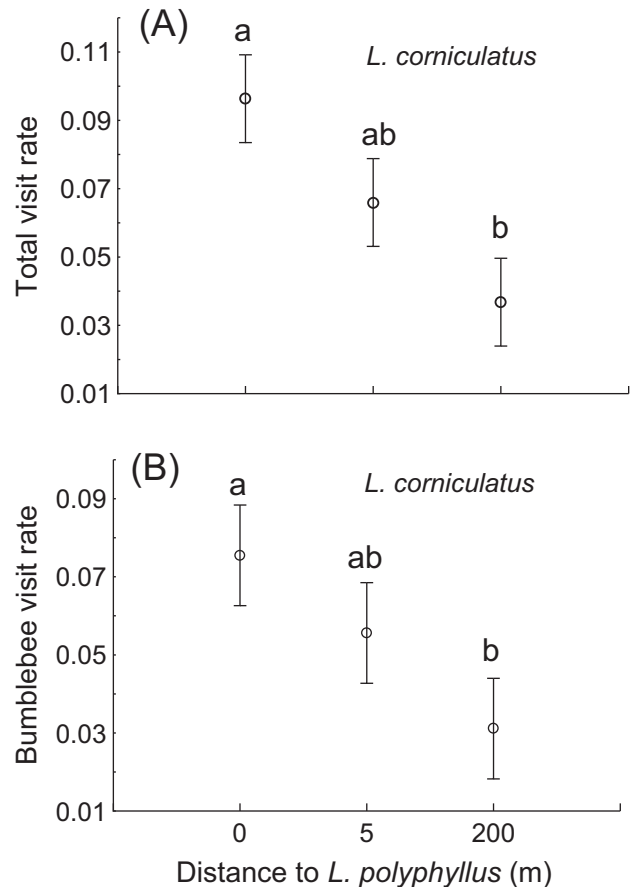 (A)
a
L. corniculatus
0.11
0.09
ab
0.07
b
0.05
0.03
0.01
Total visit rate
(B)
a
L. corniculatus
0.09
ab
0.07
b
0.05
0.03
0.01
Bumblebee visit rate
0 5 200
Distance to L. polyphyllus (m)